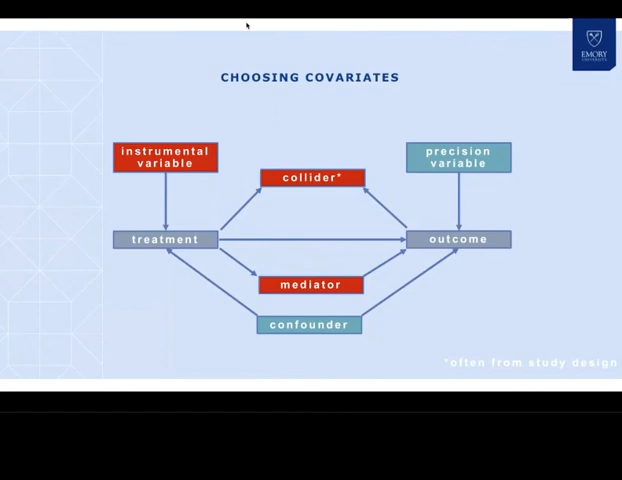 EMORY
UNIVERSITY
CHOOSING COVARIATES
instrumental
variable
precision
variable
collider*
treatment
outcome
mediator
confounder
*often from study design